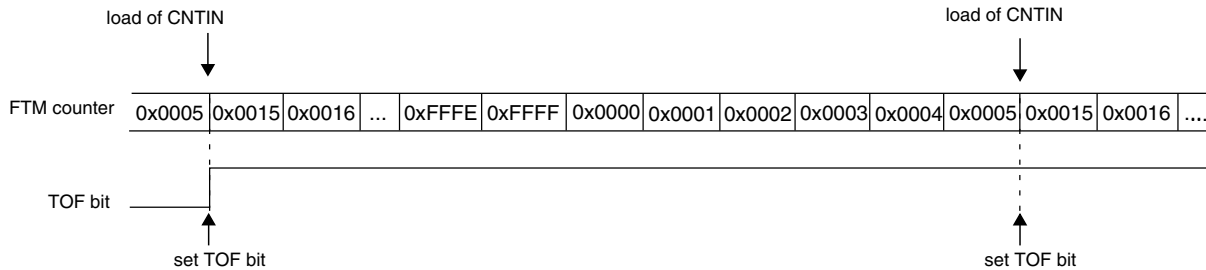 load of CNTIN load of CNTIN
FTM counter 0x0005 0x0015 0x0016 ... 0xFFFE 0xFFFF 0x0000 0x0001 0x0002 0x0003 0x0004 0x0005 0x0015 0x0016 ....
TOF bit
set TOF bit set TOF bit